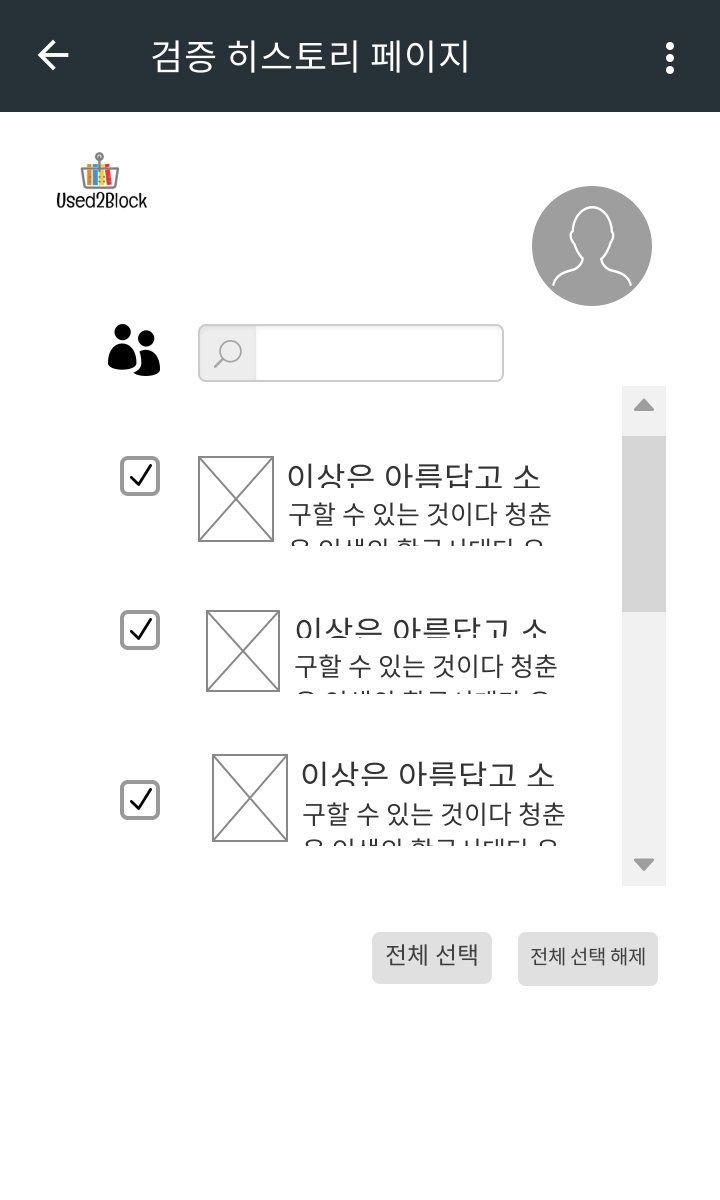 검증 히스토리 페이지
Used2Block
이상은 아름답고 소
구할 수 있는 것이다 청춘
이상은 아름답고 소
구할 수 있는 것이다 청춘
이상은 아름답고 소
구할 수 있는 것이다 청춘
전체 선택
전체 선택 해제